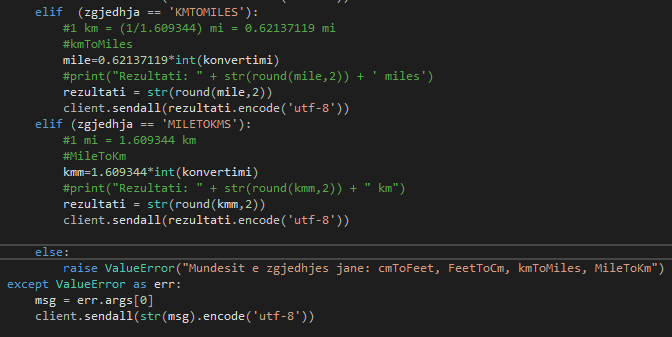 elif  (zgjedhja == 'KMTOMILES'):
#1 km = (1/1.609344) mi = 0.62137119 mi
#kmToMiles
mile=0.62137119*int(konvertimi)
#print("Rezultati: " + str(round(mile,2)) + ' miles')
rezultati = str(round(mile,2))
client.sendall(rezultati.encode('utf-8'))
elif (zgjedhja =='MILETOKMS'):
#1 mi = 1.609344 km
#MileToKm
kmm=1.609344*int(konvertimi)
#print("Rezultati: " + str(round(kmm,2)) + " km")
rezultati = str(round(kmm,2))
client.sendall(rezultati.encode('utf-8'))
else:
raise ValueError("Mundesit e zgjedhjes jane: cmToFeet, FeetToCm, kmToMiles, MileToKm")
except ValueError as err:
msg = err.args[0]
client.sendall(str(msg).encode('utf-8'))